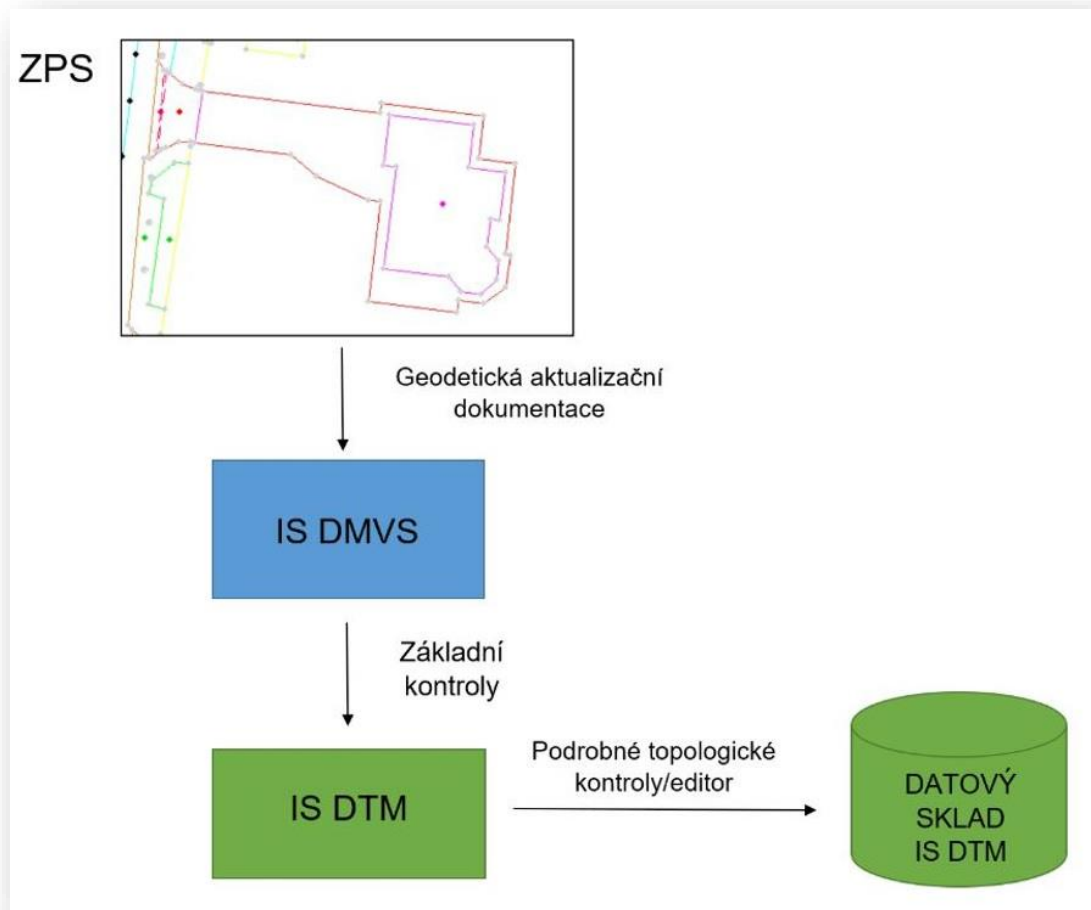 ZPS
Geodetická aktualizační
dokumentace
IS DMVS
Základní
kontroly
IS DTM
Podrobné topologické
kontroly/editor
DATOVÝ
SKLAD
IS DTM